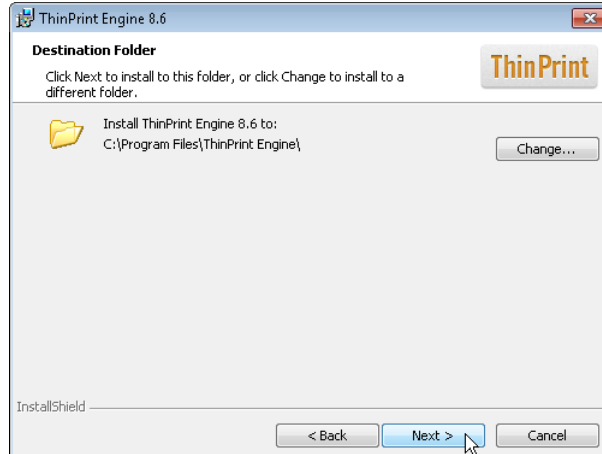 ThinPrint Engine 8.6
Destination Folder
Click Next to install to this folder, or click Change to install to a
different folder.
ThinPrint
Install ThinPrint Engine 8.6 to:
C:\Program Files\ThinPrint Engine\
Change...
InstallShield
< Back
Next >
Cancel